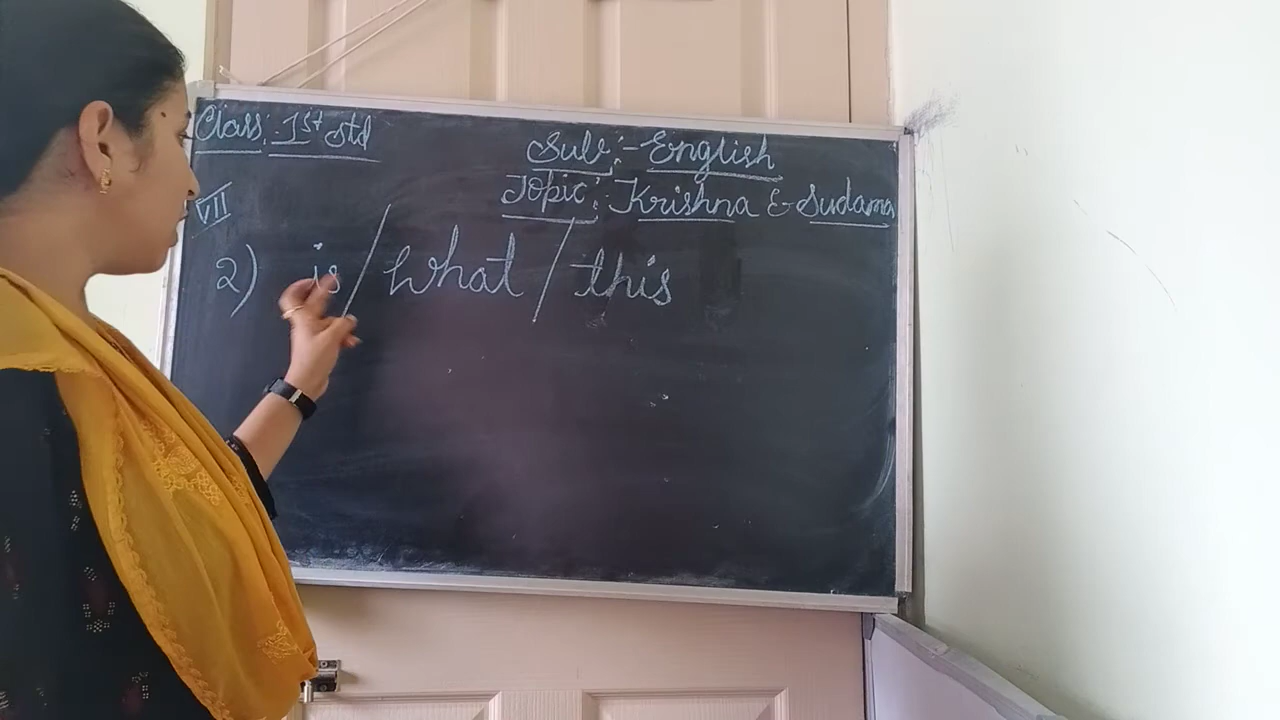 Class:- 1st Std
Sub:- English
Topic:- Krishna & Sudama
VII
2) is / What / this